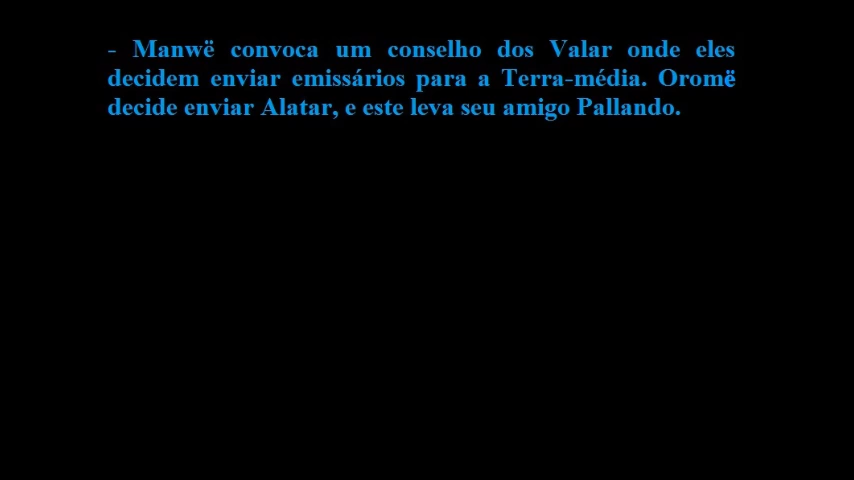 - Manwë convoca um conselho dos Valar onde eles
decidem enviar emissários para a Terra-média. Oromë
decide enviar Alatar, e este leva seu amigo Pallando.